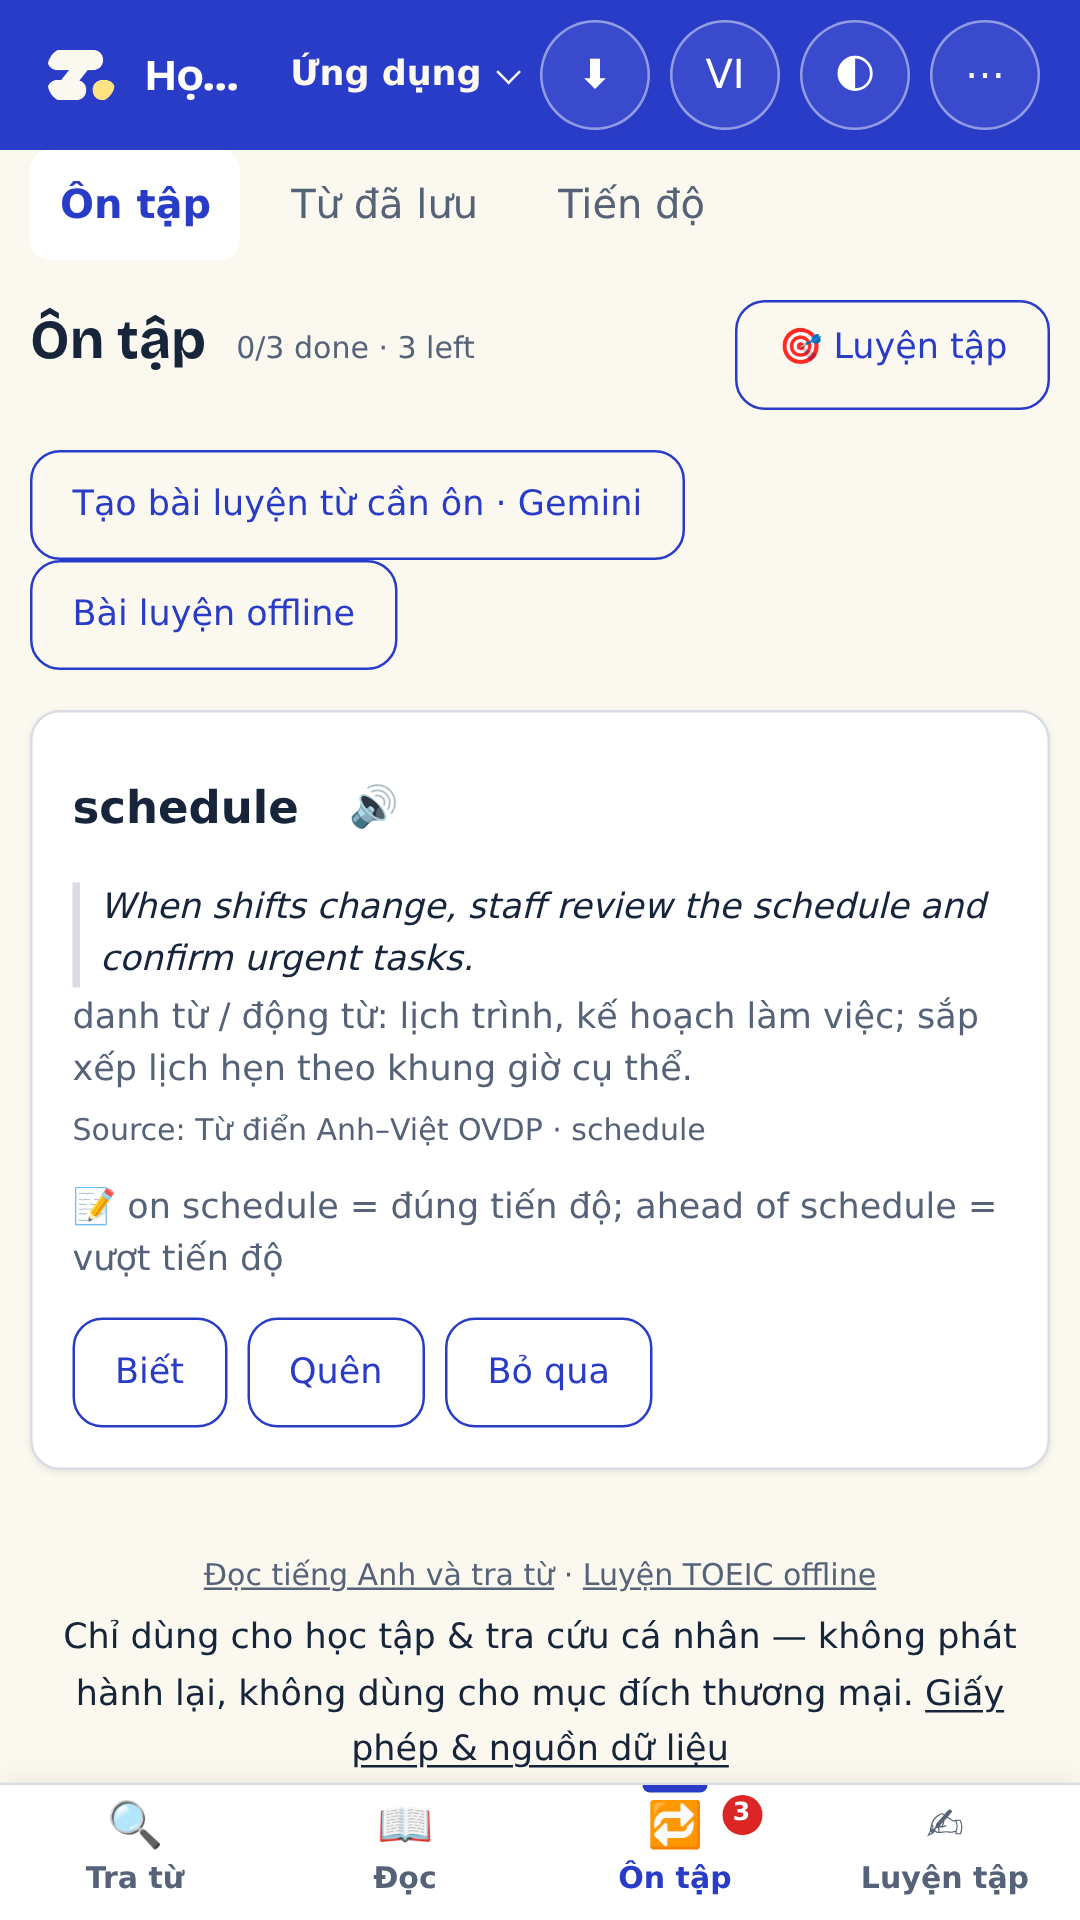 Họ... Ứng dụng VI ...
Ôn tập Từ đã lưu Tiến độ
Ôn tập 0/3 done · 3 left 🎯 Luyện tập
Tạo bài luyện từ cần ôn · Gemini
Bài luyện offline
schedule 🔊
When shifts change, staff review the schedule and
confirm urgent tasks.
danh từ / động từ: lịch trình, kế hoạch làm việc; sắp
xếp lịch hẹn theo khung giờ cụ thể.
Source: Từ điển Anh–Việt OVDP · schedule
📝 on schedule = đúng tiến độ; ahead of schedule =
vượt tiến độ
Biết Quên Bỏ qua
Đọc tiếng Anh và tra từ · Luyện TOEIC offline
Chỉ dùng cho học tập & tra cứu cá nhân — không phát
hành lại, không dùng cho mục đích thương mại. Giấy
phép & nguồn dữ liệu
3
Tra từ Đọc Ôn tập Luyện tập